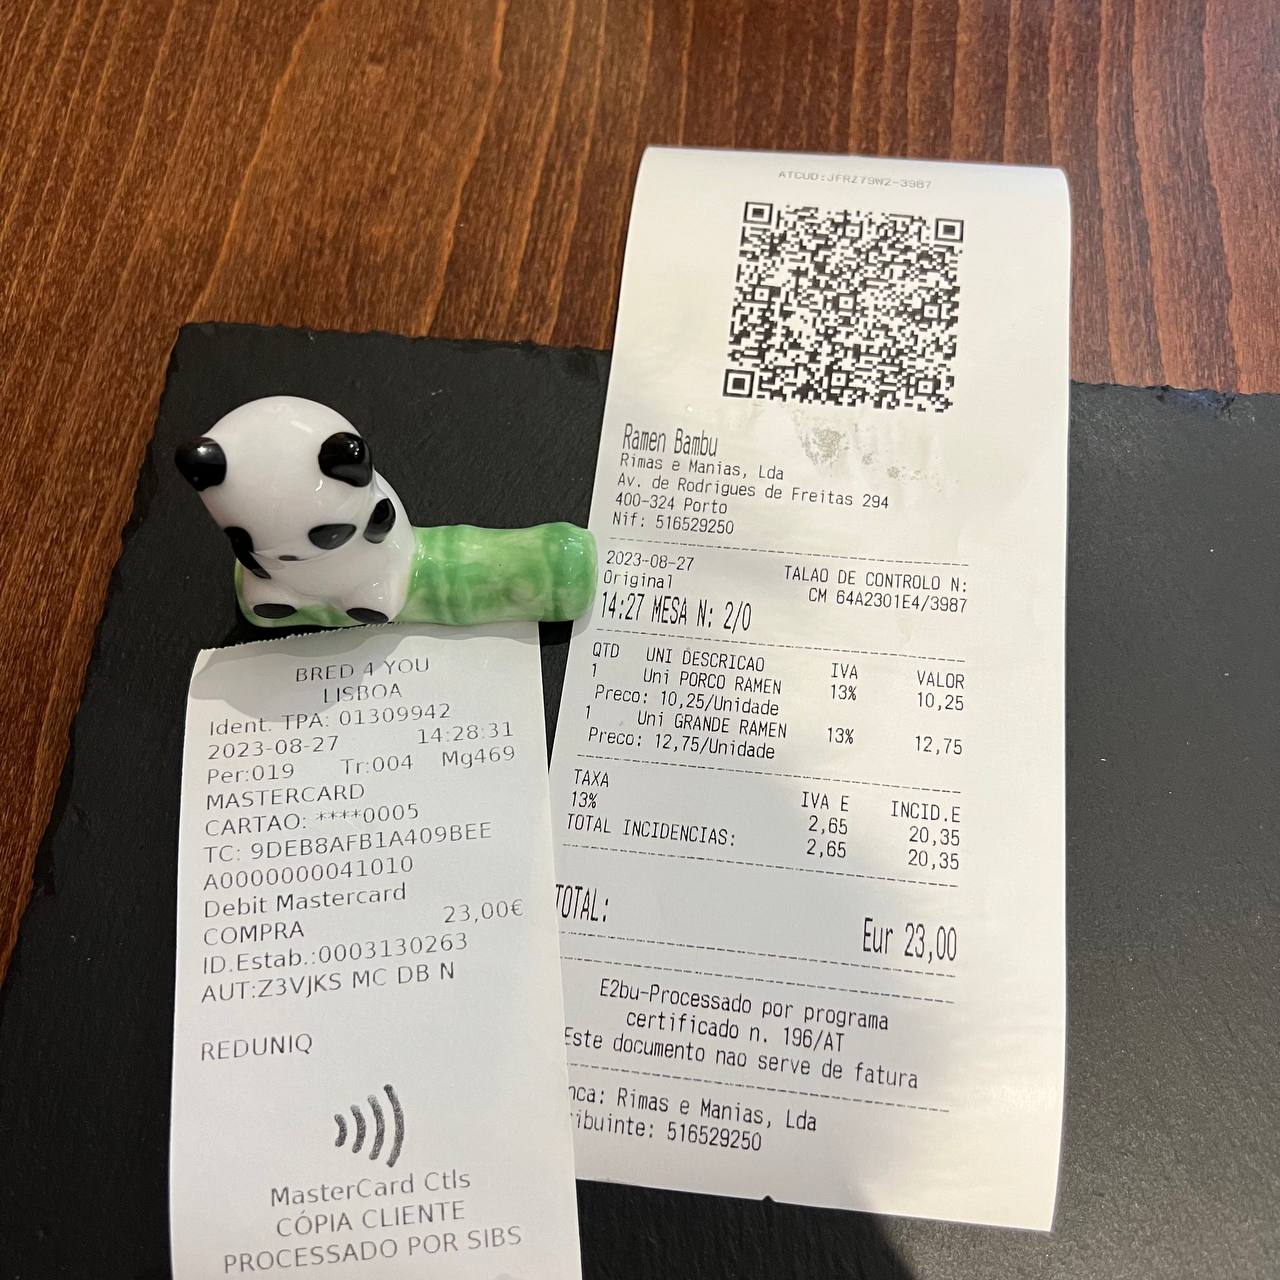 BRED 4 YOU
LISBOA
Ident. TPA: 01309942
2023-08-27 14:28:31
Per:019 Tr:004 Mg469
MASTERCARD
CARTAO: ****0005
TC: 9DEB8AFB1A409BEE
A0000000041010
Debit Mastercard
COMPRA 23,00€
ID.Estab.:0003130263
AUT:Z3VJKS MC DB N
REDUNIQ
MasterCard Ctls
CÓPIA CLIENTE
PROCESSADO POR SIBS
ATCUD:JFRZ79W2-3987
Ramen Bambu
Rimas e Manias, Lda
Av. de Rodrigues de Freitas 294
400-324 Porto
Nif: 516529250
2023-08-27 TALAO DE CONTROLO N:
Original CM 64A2301E4/3987
14:27 MESA N: 2/0
QTD UNI DESCRICAO IVA VALOR
1 Uni PORCO RAMEN 13% 10,25
Preco: 10,25/Unidade
1 Uni GRANDE RAMEN 13% 12,75
Preco: 12,75/Unidade
TAXA IVA E INCID.E
13% 2,65 20,35
TOTAL INCIDENCIAS: 2,65 20,35
TOTAL: Eur 23,00
E2bu-Processado por programa
certificado n. 196/AT
Este documento nao serve de fatura
nca: Rimas e Manias, Lda
ribuinte: 516529250